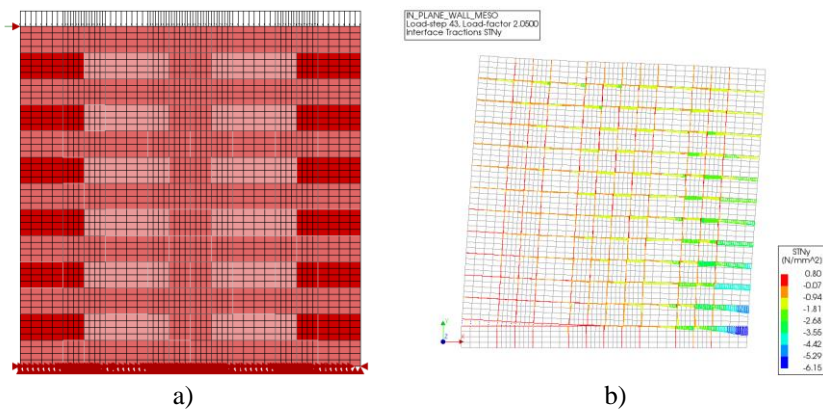 IN_PLANE_WALL_MESO
Load-step 43. Load-factor 2.0500
Interface Tractions STNy
STNy
(N/mm^2)
0.80
-0.07
-0.94
-1.81
-2.68
-3.55
-4.42
-5.29
-6.15
a) b)